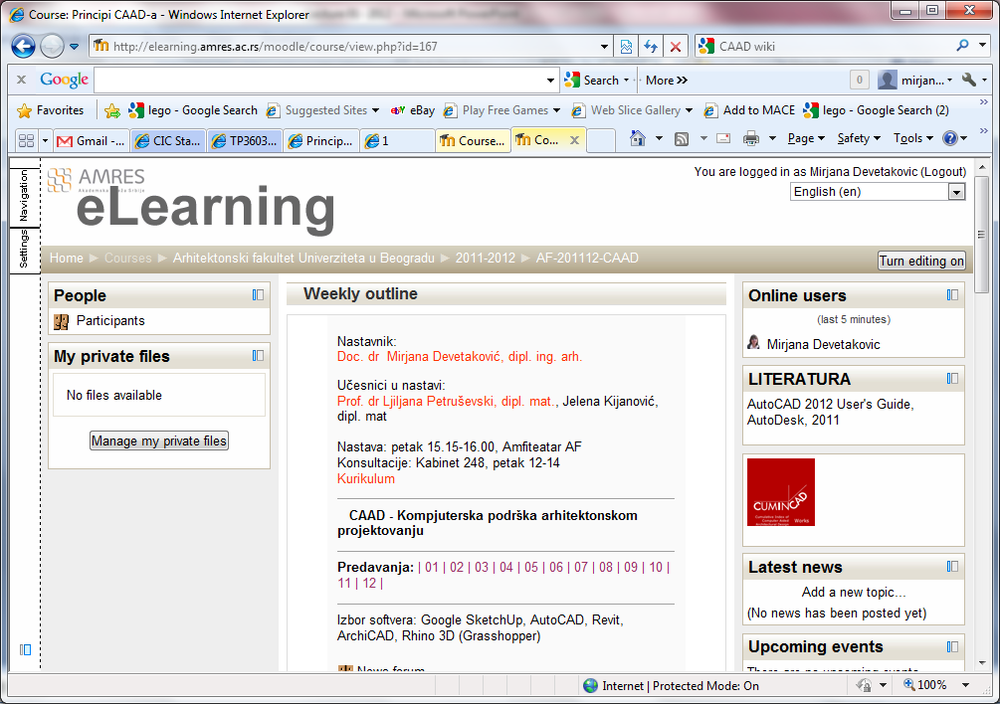 Course: Principi CAAD-a - Windows Internet Explorer
http://elearning.amres.ac.rs/moodle/course/view.php?id=167
CAAD wiki
Google
Search
More »
0
mirjan...
Favorites
lego - Google Search
Suggested Sites
eBay
Play Free Games
Web Slice Gallery
Add to MACE
lego - Google Search (2)
Gmail -...
CIC Sta...
TP3603...
Princip...
1
Course...
Co...
Page
Safety
Tools
Navigation
Settings
AMRES
eLearning
You are logged in as Mirjana Devetakovic (Logout)
English (en)
Home ► Courses ► Arhitektonski fakultet Univerziteta u Beogradu ► 2011-2012 ► AF-201112-CAAD
Turn editing on
People
Participants
My private files
No files available
Manage my private files
Weekly outline
Nastavnik:
Doc. dr Mirjana Devetaković, dipl. ing. arh.
Učesnici u nastavi:
Prof. dr Ljiljana Petruševski, dipl. mat., Jelena Kijanović,
dipl. mat
Nastava: petak 15.15-16.00, Amfiteatar AF
Konsultacije: Kabinet 248, petak 12-14
Kurikulum
CAAD - Kompjuterska podrška arhitektonskom
projektovanju
Predavanja: | 01 | 02 | 03 | 04 | 05 | 06 | 07 | 08 | 09 | 10 |
11 | 12 |
Izbor softvera: Google SketchUp, AutoCAD, Revit,
ArchiCAD, Rhino 3D (Grasshopper)
News forum
Online users
(last 5 minutes)
Mirjana Devetakovic
LITERATURA
AutoCAD 2012 User's Guide,
AutoDesk, 2011
CUMINCAD
Latest news
Add a new topic...
(No news has been posted yet)
Upcoming events
There are no upcoming events
Internet | Protected Mode: On
100%